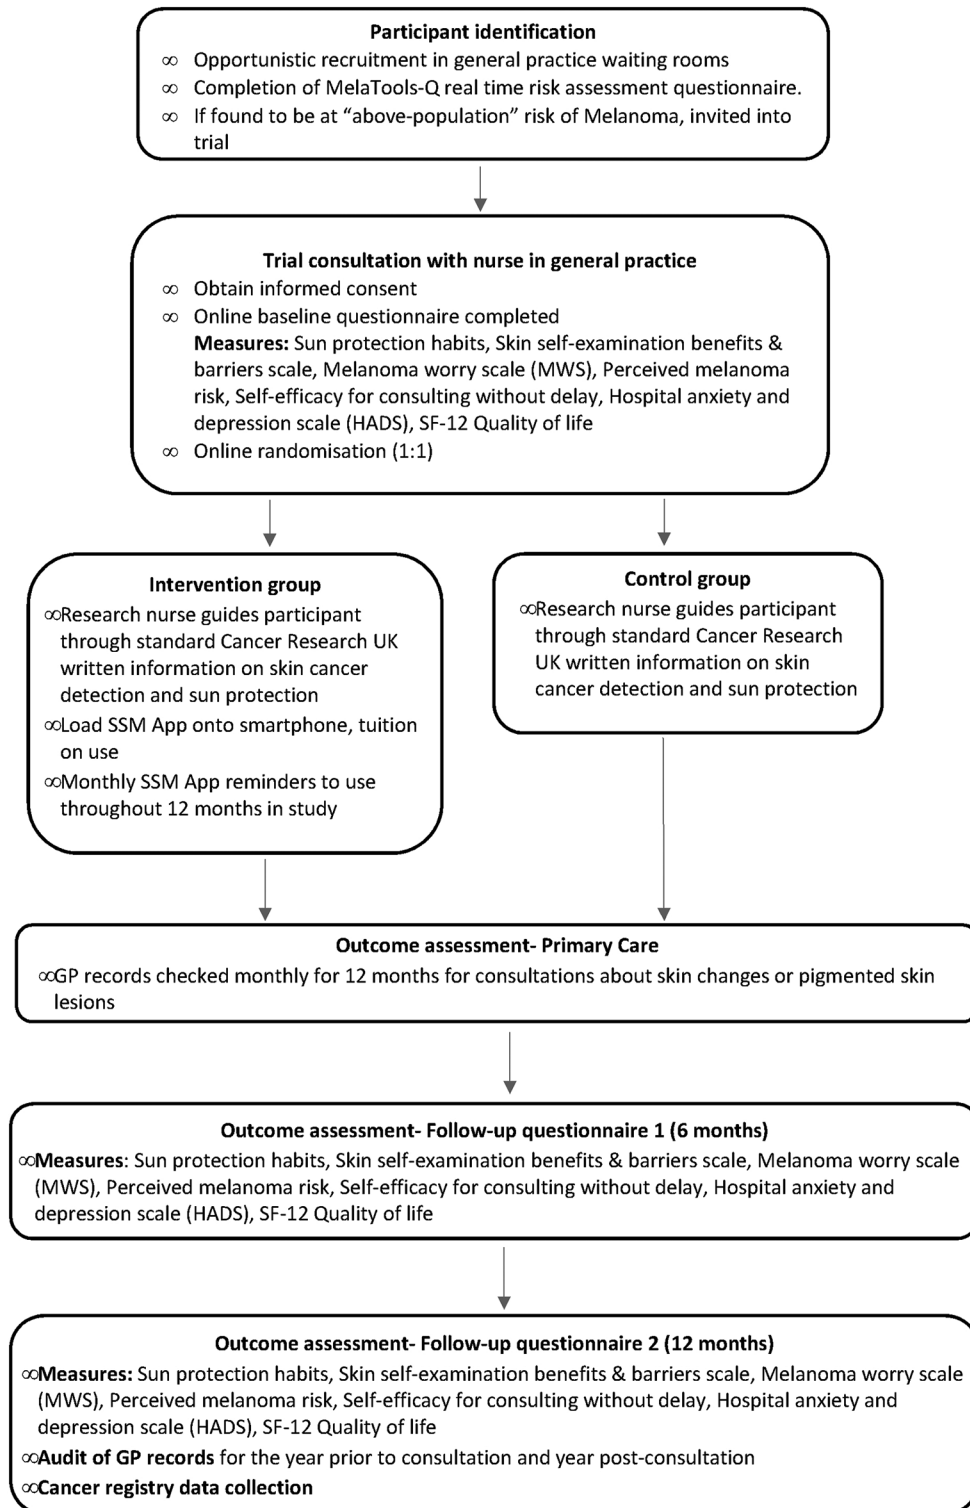 Participant identification
∞ Opportunistic recruitment in general practice waiting rooms
∞ Completion of MelaTools-Q real time risk assessment questionnaire.
∞ If found to be at “above-population” risk of Melanoma, invited into
trial
Trial consultation with nurse in general practice
∞ Obtain informed consent
∞ Online baseline questionnaire completed
Measures: Sun protection habits, Skin self-examination benefits &
barriers scale, Melanoma worry scale (MWS), Perceived melanoma
risk, Self-efficacy for consulting without delay, Hospital anxiety and
depression scale (HADS), SF-12 Quality of life
∞ Online randomisation (1:1)
Intervention group
∞Research nurse guides participant
through standard Cancer Research UK
written information on skin cancer
detection and sun protection
∞Load SSM App onto smartphone, tuition
on use
∞Monthly SSM App reminders to use
throughout 12 months in study
Control group
∞Research nurse guides participant
through standard Cancer Research
UK written information on skin
cancer detection and sun protection
Outcome assessment- Primary Care
∞GP records checked monthly for 12 months for consultations about skin changes or pigmented skin
lesions
Outcome assessment- Follow-up questionnaire 1 (6 months)
∞Measures: Sun protection habits, Skin self-examination benefits & barriers scale, Melanoma worry scale
(MWS), Perceived melanoma risk, Self-efficacy for consulting without delay, Hospital anxiety and
depression scale (HADS), SF-12 Quality of life
Outcome assessment- Follow-up questionnaire 2 (12 months)
∞Measures: Sun protection habits, Skin self-examination benefits & barriers scale, Melanoma worry scale
(MWS), Perceived melanoma risk, Self-efficacy for consulting without delay, Hospital anxiety and
depression scale (HADS), SF-12 Quality of life
∞Audit of GP records for the year prior to consultation and year post-consultation
∞Cancer registry data collection